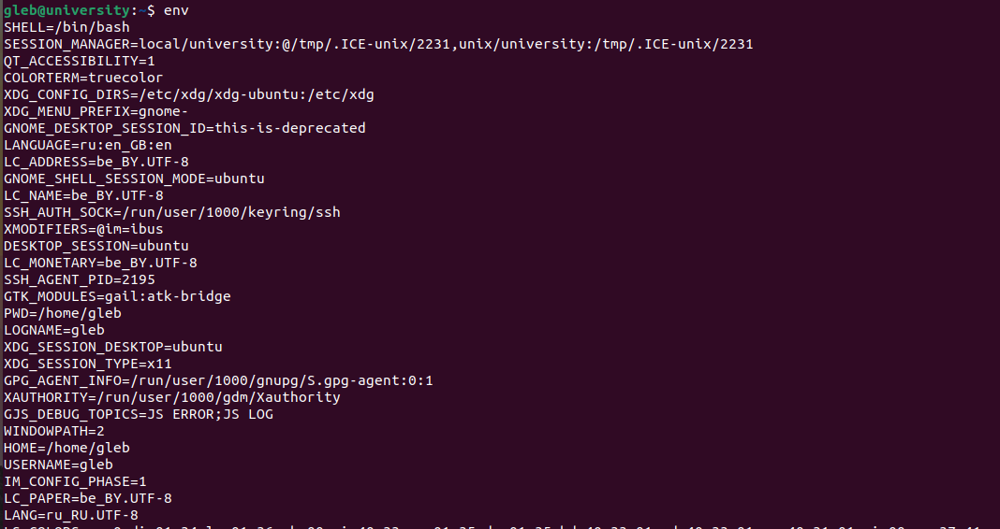 gleb@university:~$ env
SHELL=/bin/bash
SESSION_MANAGER=local/university:@/tmp/.ICE-unix/2231,unix/university:/tmp/.ICE-unix/2231
QT_ACCESSIBILITY=1
COLORTERM=truecolor
XDG_CONFIG_DIRS=/etc/xdg/xdg-ubuntu:/etc/xdg
XDG_MENU_PREFIX=gnome-
GNOME_DESKTOP_SESSION_ID=this-is-deprecated
LANGUAGE=ru:en_GB:en
LC_ADDRESS=be_BY.UTF-8
GNOME_SHELL_SESSION_MODE=ubuntu
LC_NAME=be_BY.UTF-8
SSH_AUTH_SOCK=/run/user/1000/keyring/ssh
XMODIFIERS=@im=ibus
DESKTOP_SESSION=ubuntu
LC_MONETARY=be_BY.UTF-8
SSH_AGENT_PID=2195
GTK_MODULES=gail:atk-bridge
PWD=/home/gleb
LOGNAME=gleb
XDG_SESSION_DESKTOP=ubuntu
XDG_SESSION_TYPE=x11
GPG_AGENT_INFO=/run/user/1000/gnupg/S.gpg-agent:0:1
XAUTHORITY=/run/user/1000/gdm/Xauthority
GJS_DEBUG_TOPICS=JS ERROR;JS LOG
WINDOWPATH=2
HOME=/home/gleb
USERNAME=gleb
IM_CONFIG_PHASE=1
LC_PAPER=be_BY.UTF-8
LANG=ru_RU.UTF-8